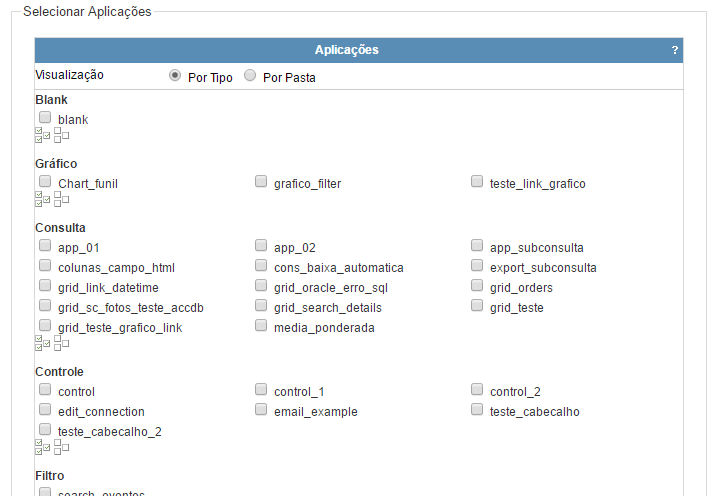 Selecionar Aplicações
Aplicações ?
Visualização Por Tipo Por Pasta
Blank
blank
Gráfico
Chart_funil grafico_filter teste_link_grafico
Consulta
app_01 app_02 app_subconsulta
colunas_campo_html cons_baixa_automatica export_subconsulta
grid_link_datetime grid_oracle_erro_sql grid_orders
grid_sc_fotos_teste_accdb grid_search_details grid_teste
grid_teste_grafico_link media_ponderada
Controle
control control_1 control_2
edit_connection email_example teste_cabecalho
teste_cabecalho_2
Filtro
search_eventos